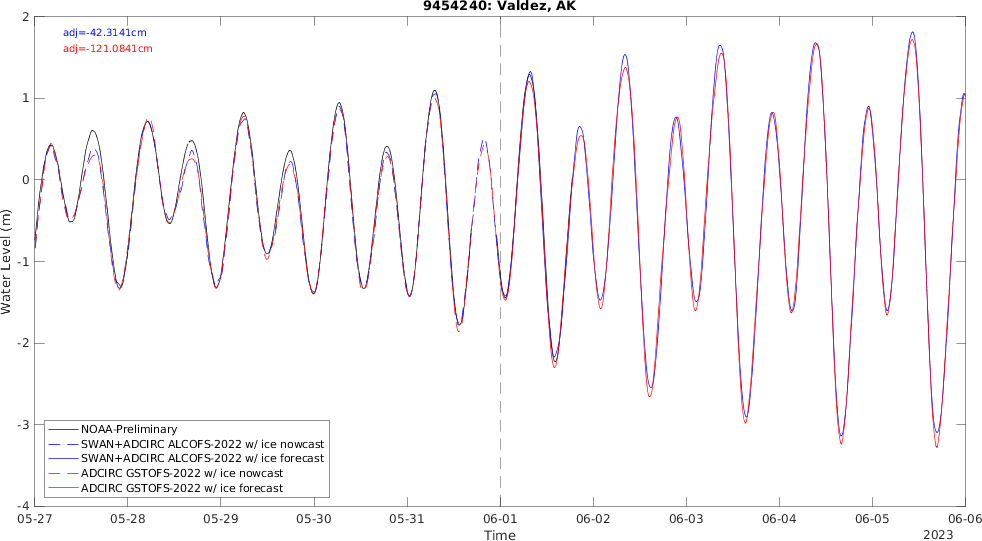 9454240: Valdez, AK
adj=-42.3141cm
adj=-121.0841cm
Water Level (m)
2
1
0
-1
-2
-3
-4
NOAA-Preliminary
SWAN+ADCIRC ALCOFS-2022 w/ ice nowcast
SWAN+ADCIRC ALCOFS-2022 w/ ice forecast
ADCIRC GSTOFS-2022 w/ ice nowcast
ADCIRC GSTOFS-2022 w/ ice forecast
05-27 05-28 05-29 05-30 05-31 06-01 06-02 06-03 06-04 06-05 06-06
Time
2023